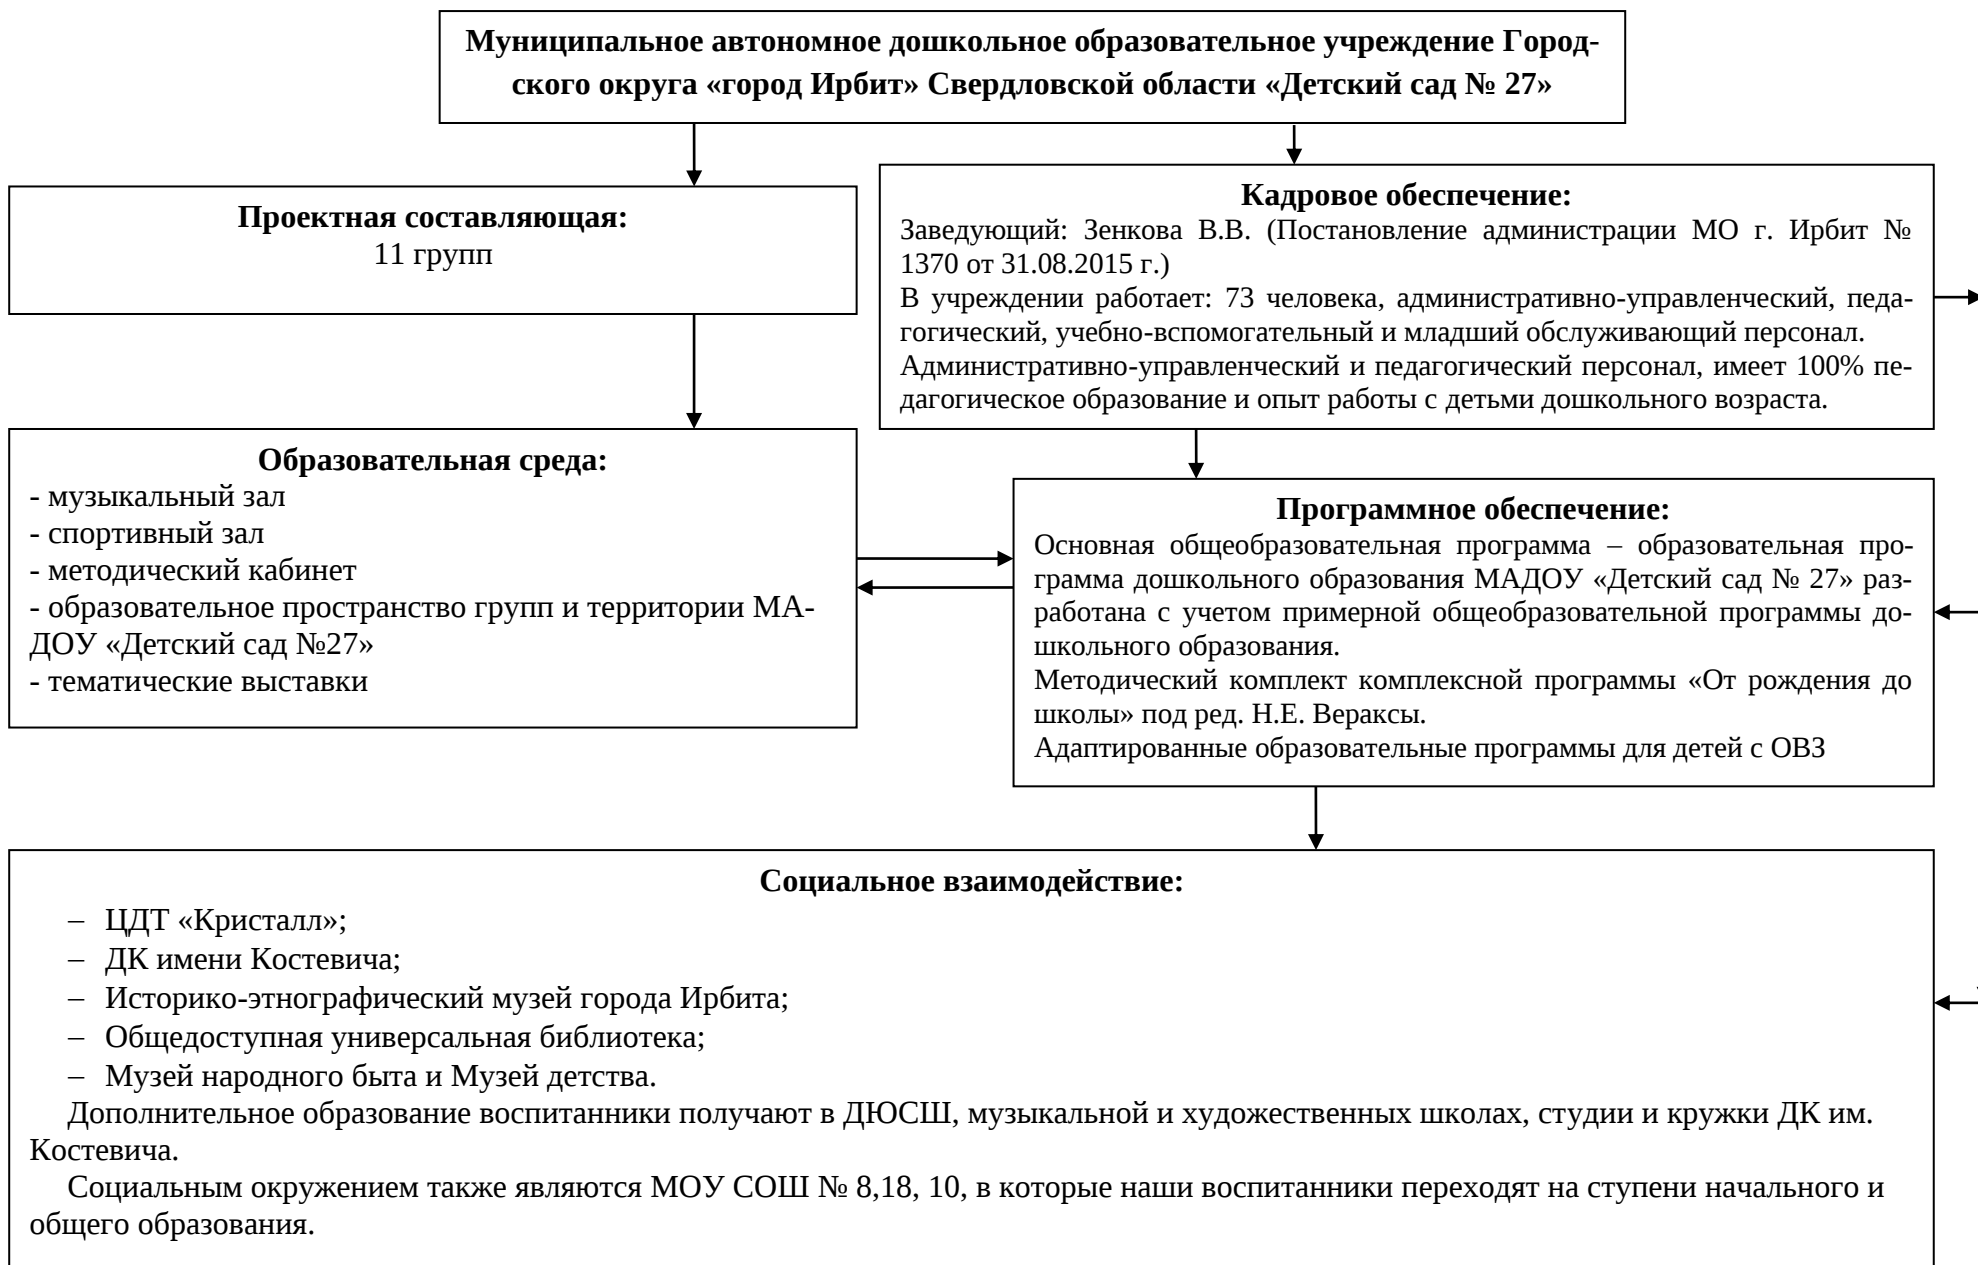 Муниципальное автономное дошкольное образовательное учреждение Город-
ского округа «город Ирбит» Свердловской области «Детский сад № 27»
Проектная составляющая:
11 групп
Кадровое обеспечение:
Заведующий: Зенкова В.В. (Постановление администрации МО г. Ирбит №
1370 от 31.08.2015 г.)
В учреждении работает: 73 человека, административно-управленческий, педа-
гогический, учебно-вспомогательный и младший обслуживающий персонал.
Административно-управленческий и педагогический персонал, имеет 100% пе-
дагогическое образование и опыт работы с детьми дошкольного возраста.
Образовательная среда:
- музыкальный зал
- спортивный зал
- методический кабинет
- образовательное пространство групп и территории МА-
ДОУ «Детский сад №27»
- тематические выставки
Программное обеспечение:
Основная общеобразовательная программа – образовательная про-
грамма дошкольного образования МАДОУ «Детский сад № 27» раз-
работана с учетом примерной общеобразовательной программы до-
школьного образования.
Методический комплект комплексной программы «От рождения до
школы» под ред. Н.Е. Вераксы.
Адаптированные образовательные программы для детей с ОВЗ
Социальное взаимодействие:
– ЦДТ «Кристалл»;
– ДК имени Костевича;
– Историко-этнографический музей города Ирбита;
– Общедоступная универсальная библиотека;
– Музей народного быта и Музей детства.
Дополнительное образование воспитанники получают в ДЮСШ, музыкальной и художественных школах, студии и кружки ДК им.
Костевича.
Социальным окружением также являются МОУ СОШ № 8,18, 10, в которые наши воспитанники переходят на ступени начального и
общего образования.